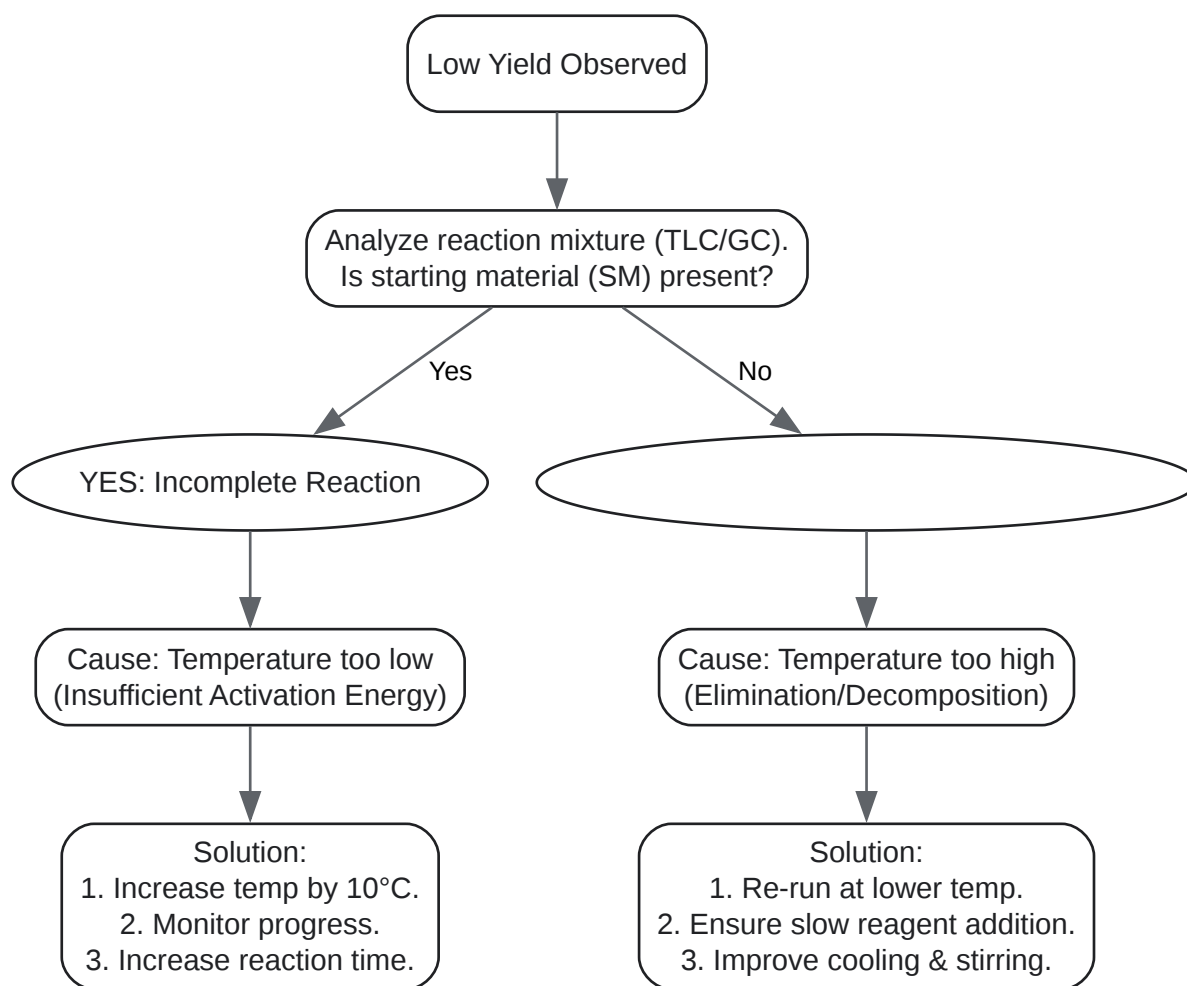 Low Yield Observed
Analyze reaction mixture (TLC/GC).
Is starting material (SM) present?
Yes
No
YES: Incomplete Reaction
Cause: Temperature too low
(Insufficient Activation Energy)
Cause: Temperature too high
(Elimination/Decomposition)
Solution:
1. Increase temp by 10°C.
2. Monitor progress.
3. Increase reaction time.
Solution:
1. Re-run at lower temp.
2. Ensure slow reagent addition.
3. Improve cooling & stirring.